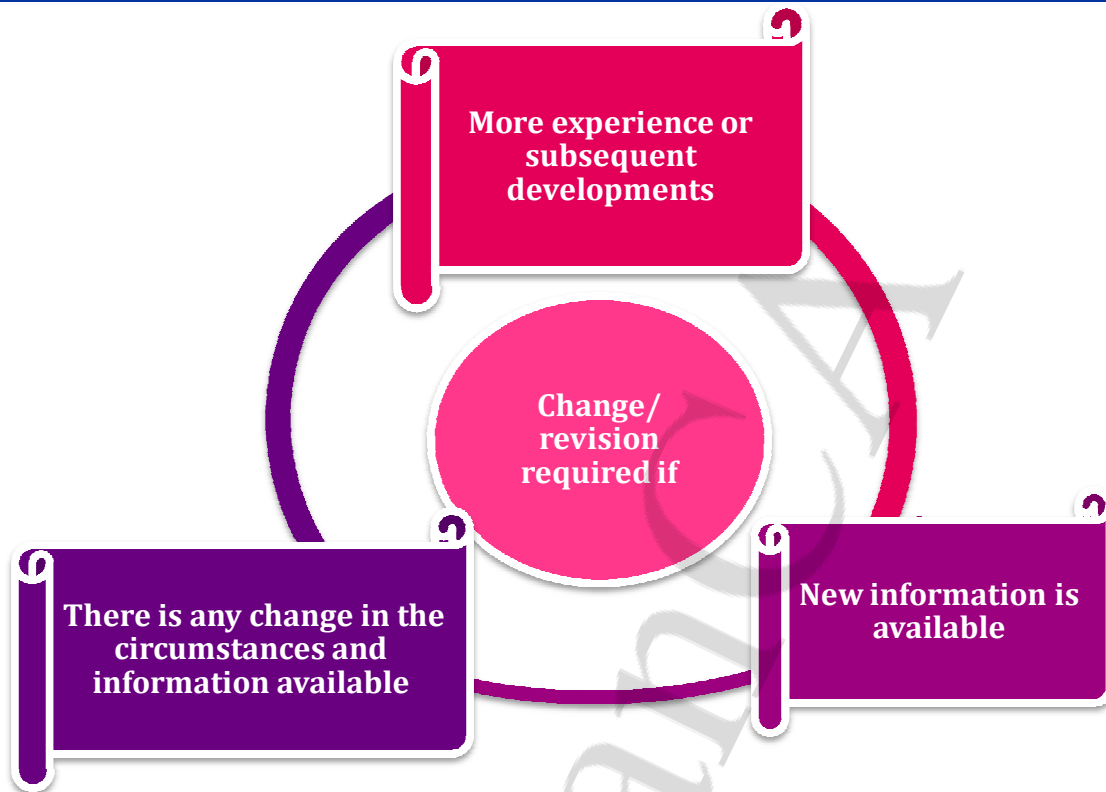 More experience or
subsequent
developments
Change/
revision
required if
There is any change in the
circumstances and
information available
New information is
available